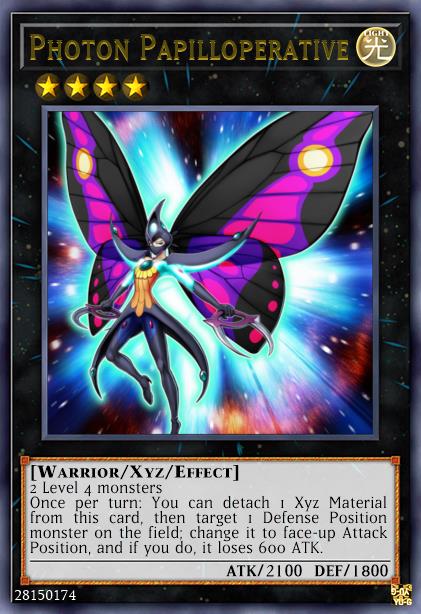 Photon Papilloperative
LIGHT
光
[Warrior/Xyz/Effect]
2 Level 4 monsters
Once per turn: You can detach 1 Xyz Material
from this card, then target 1 Defense Position
monster on the field; change it to face-up Attack
Position, and if you do, it loses 600 ATK.
ATK/2100 DEF/1800
28150174